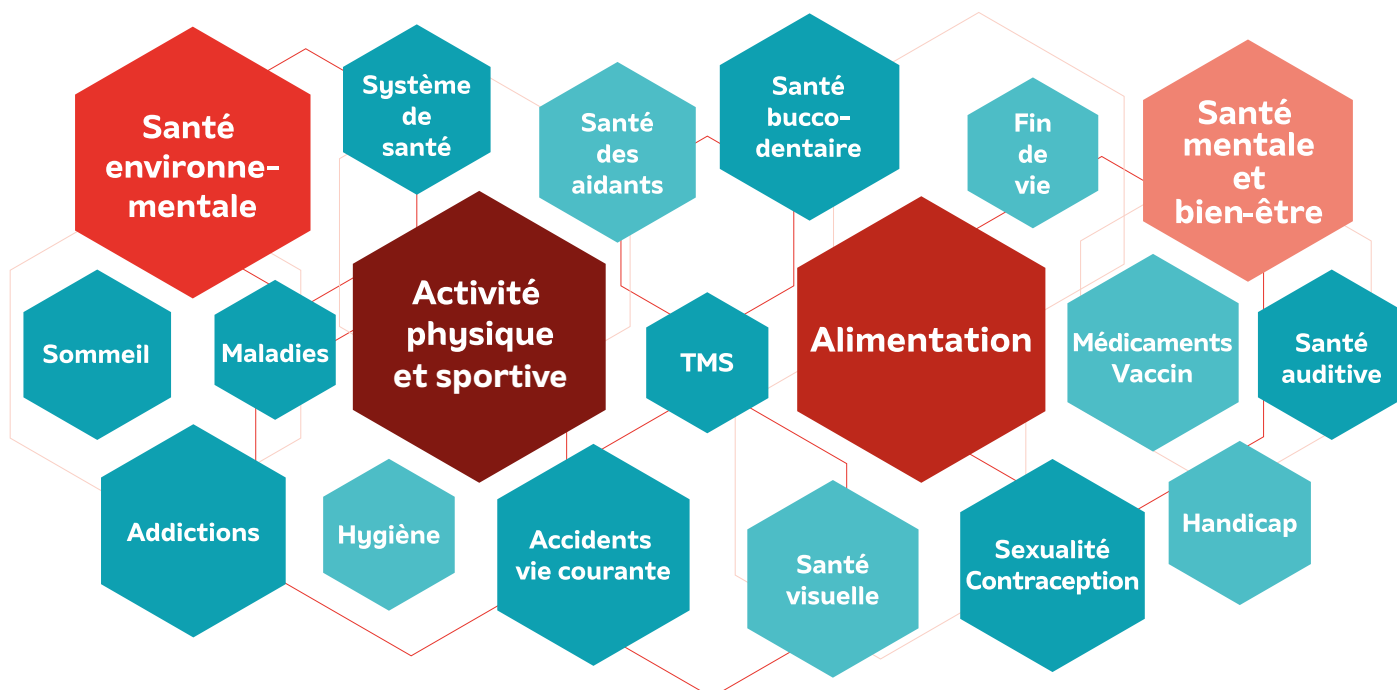 Santé
environne-
mentale
Système
de
santé
Santé
des
aidants
Santé
bucco-
dentaire
Fin
de
vie
Santé
mentale
et
bien-être
Sommeil
Maladies
Activité
physique
et sportive
TMS
Alimentation
Médicaments
Vaccin
Santé
auditive
Addictions
Hygiène
Accidents
vie courante
Santé
visuelle
Sexualité
Contraception
Handicap